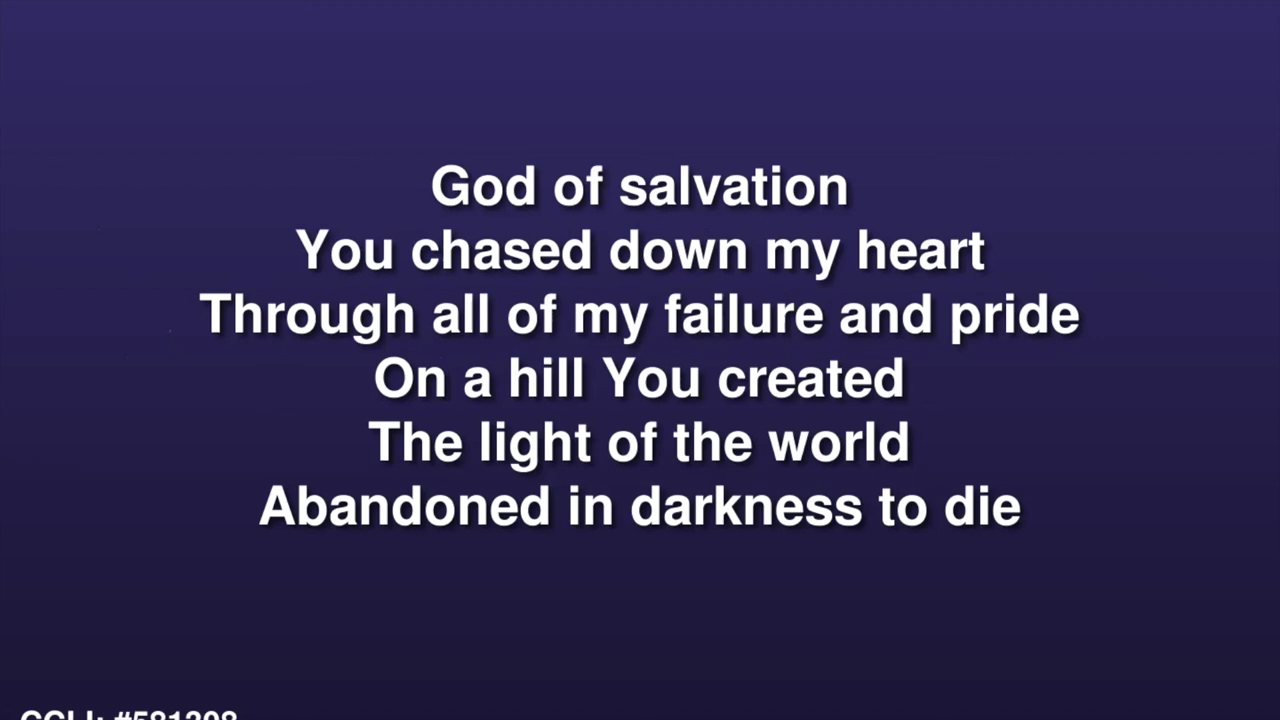 God of salvation
You chased down my heart
Through all of my failure and pride
On a hill You created
The light of the world
Abandoned in darkness to die
CCLI: #581208